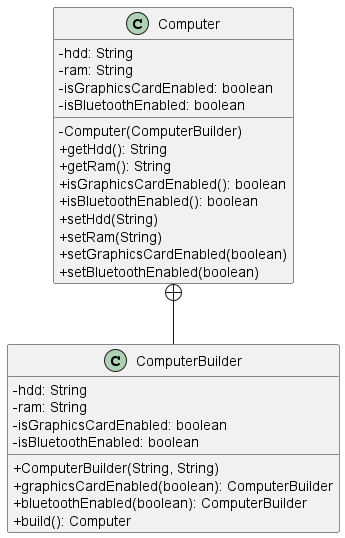 C Computer
-hdd: String
-ram: String
-isGraphicsCardEnabled: boolean
-isBluetoothEnabled: boolean
-Computer(ComputerBuilder)
+getHdd(): String
+getRam(): String
+isGraphicsCardEnabled(): boolean
+isBluetoothEnabled(): boolean
+setHdd(String)
+setRam(String)
+setGraphicsCardEnabled(boolean)
+setBluetoothEnabled(boolean)
C ComputerBuilder
-hdd: String
-ram: String
-isGraphicsCardEnabled: boolean
-isBluetoothEnabled: boolean
+ComputerBuilder(String, String)
+graphicsCardEnabled(boolean): ComputerBuilder
+bluetoothEnabled(boolean): ComputerBuilder
+build(): Computer